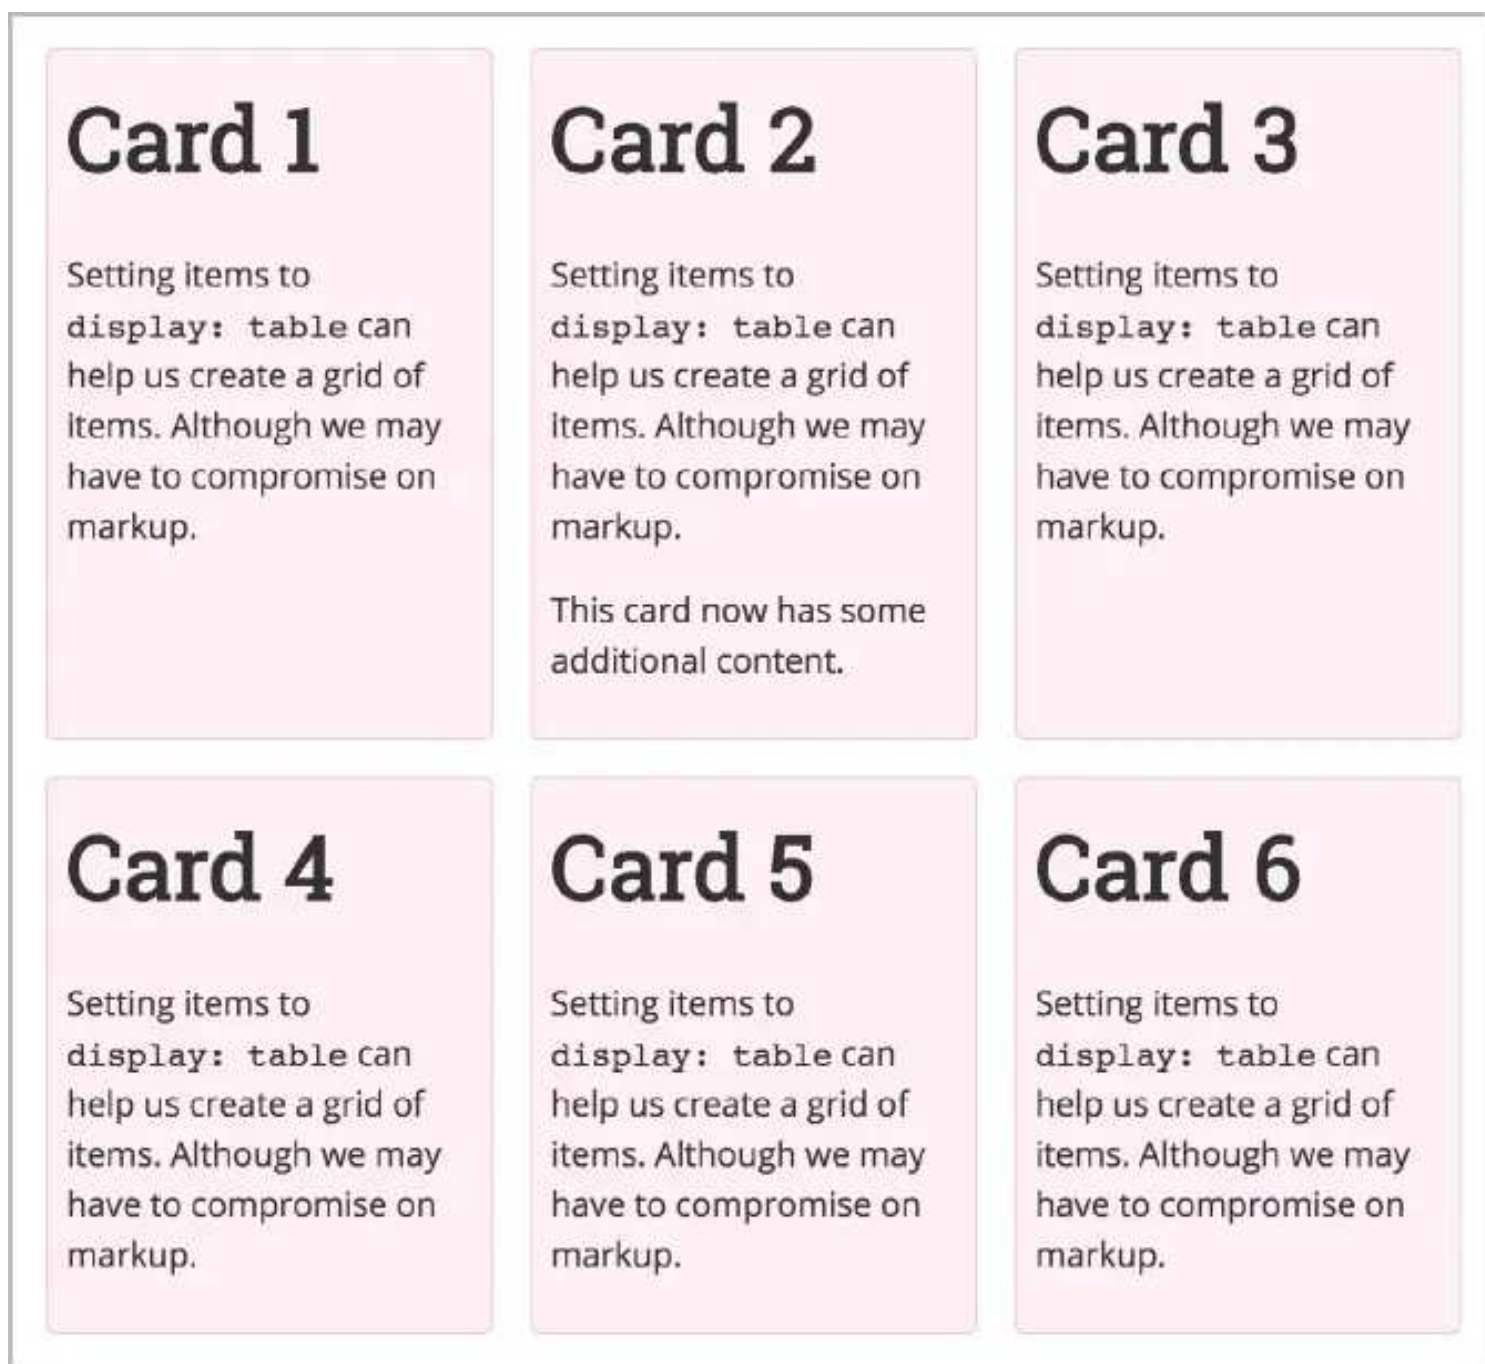 Card 1
Setting items to
display: table can
help us create a grid of
items. Although we may
have to compromise on
markup.
Card 2
Setting items to
display: table can
help us create a grid of
items. Although we may
have to compromise on
markup.
This card now has some
additional content.
Card 3
Setting items to
display: table can
help us create a grid of
items. Although we may
have to compromise on
markup.
Card 4
Setting items to
display: table can
help us create a grid of
items. Although we may
have to compromise on
markup.
Card 5
Setting items to
display: table can
help us create a grid of
items. Although we may
have to compromise on
markup.
Card 6
Setting items to
display: table can
help us create a grid of
items. Although we may
have to compromise on
markup.